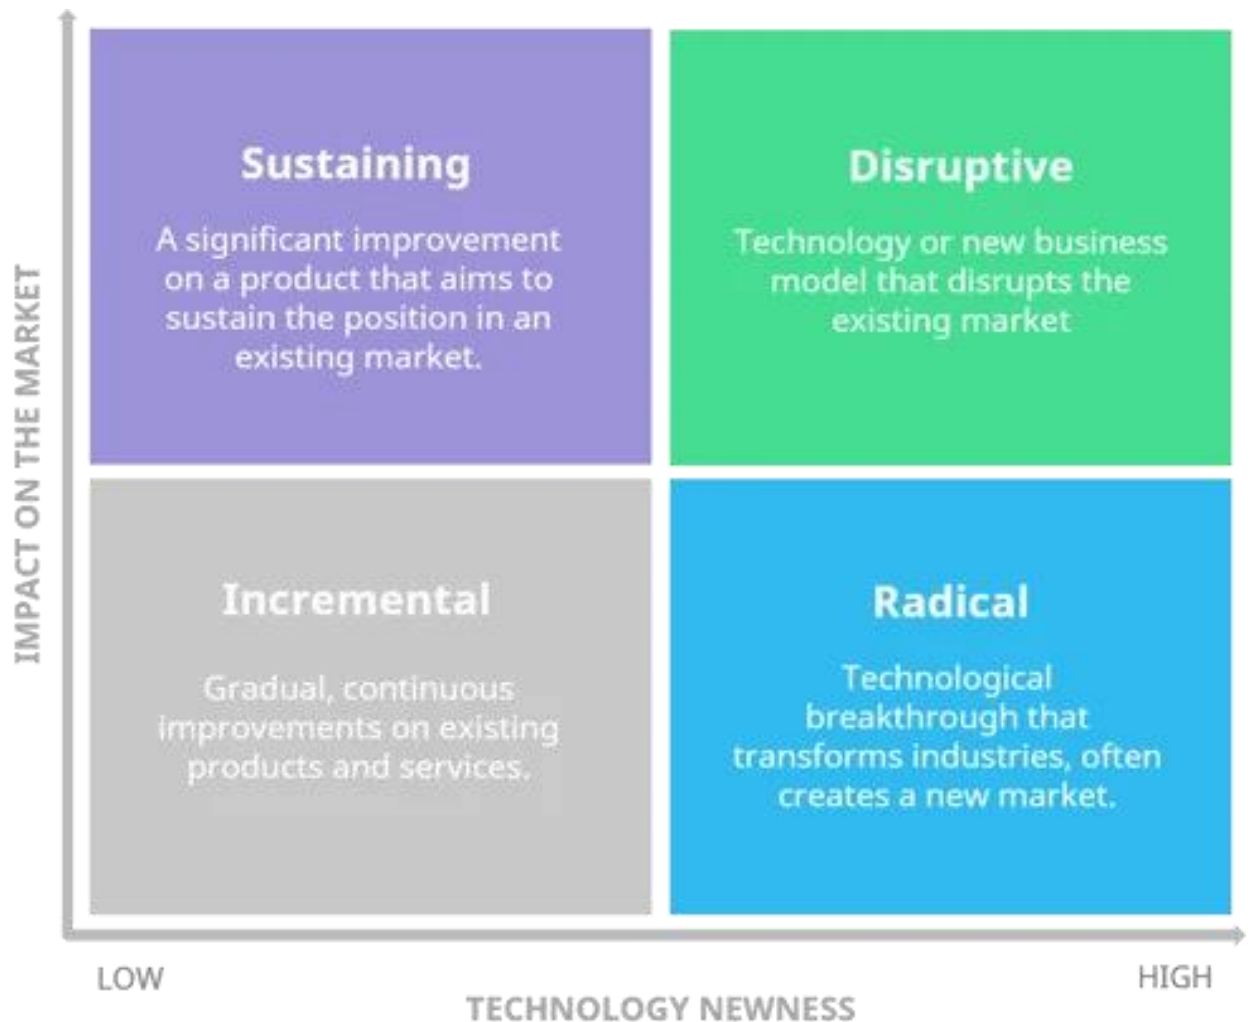 IMPACT ON THE MARKET
Sustaining
A significant improvement
on a product that aims to
sustain the position in an
existing market.
Disruptive
Technology or new business
model that disrupts the
existing market
Incremental
Gradual, continuous
improvements on existing
products and services.
Radical
Technological
breakthrough that
transforms industries, often
creates a new market.
LOW
HIGH
TECHNOLOGY NEWNESS